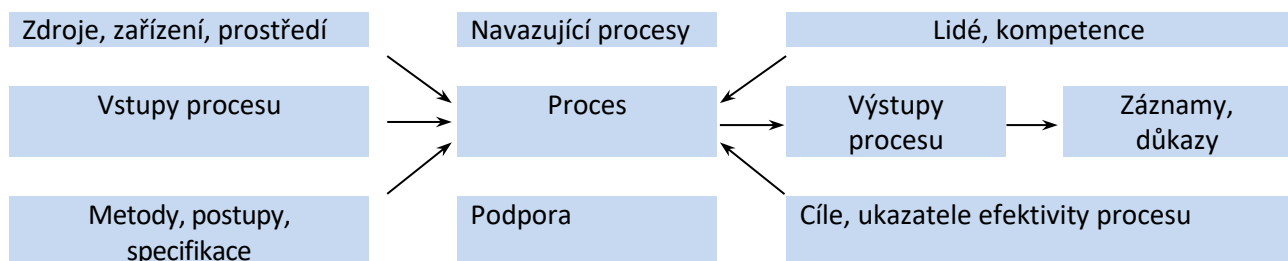 Zdroje, zařízení, prostředí
Navazující procesy
Lidé, kompetence
Vstupy procesu
Proces
Výstupy
procesu
Záznamy,
důkazy
Metody, postupy,
specifikace
Podpora
Cíle, ukazatele efektivity procesu